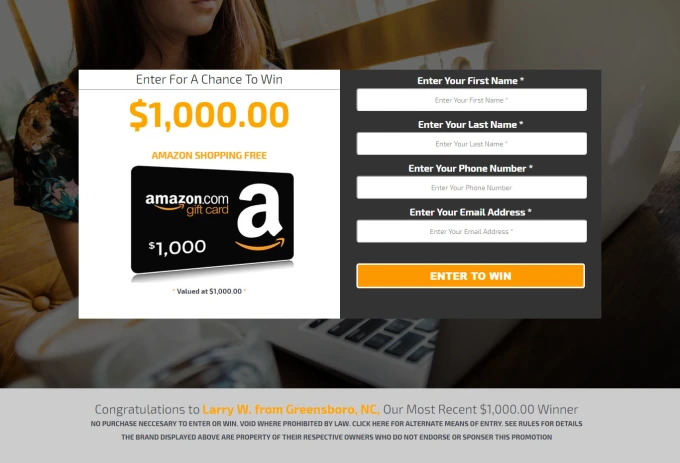 Enter For A Chance To Win
$1,000.00
AMAZON SHOPPING FREE
amazon.com
gift card
a
$1,000
* Valued at $1,000.00 *
Enter Your First Name *
Enter Your First Name *
Enter Your Last Name *
Enter Your Last Name *
Enter Your Phone Number *
Enter Your Phone Number
Enter Your Email Address *
Enter Your Email Address *
ENTER TO WIN
Congratulations to Larry W. from Greensboro, NC, Our Most Recent $1,000.00 Winner
NO PURCHASE NECCESARY TO ENTER OR WIN. VOID WHERE PROHIBITED BY LAW. CLICK HERE FOR ALTERNATE MEANS OF ENTRY. SEE RULES FOR DETAILS
THE BRAND DISPLAYED ABOVE ARE PROPERTY OF THEIR RESPECTIVE OWNERS WHO DO NOT ENDORSE OR SPONSER THIS PROMOTION